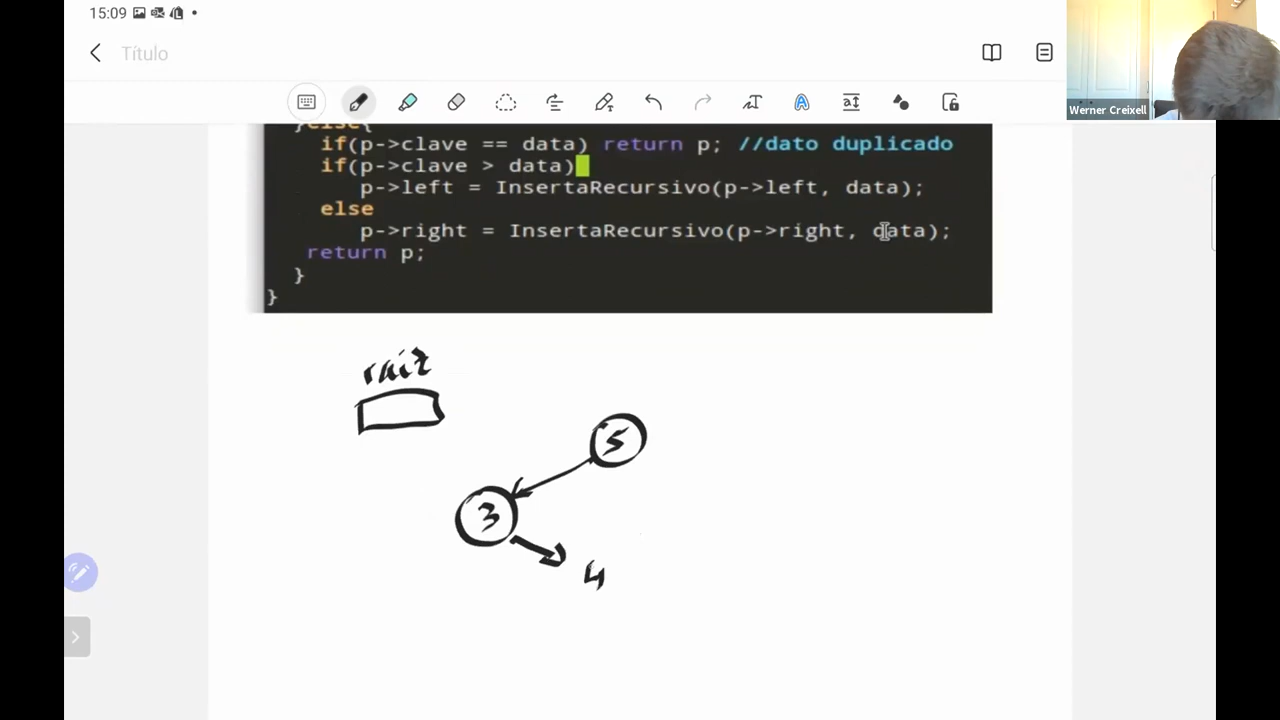 15:09
Título
Werner Creixell
}else{
if(p->clave == data) return p; //dato duplicado
if(p->clave > data)
p->left = InsertaRecursivo(p->left, data);
else
p->right = InsertaRecursivo(p->right, data);
return p;
}
}
raiz
5
3
4